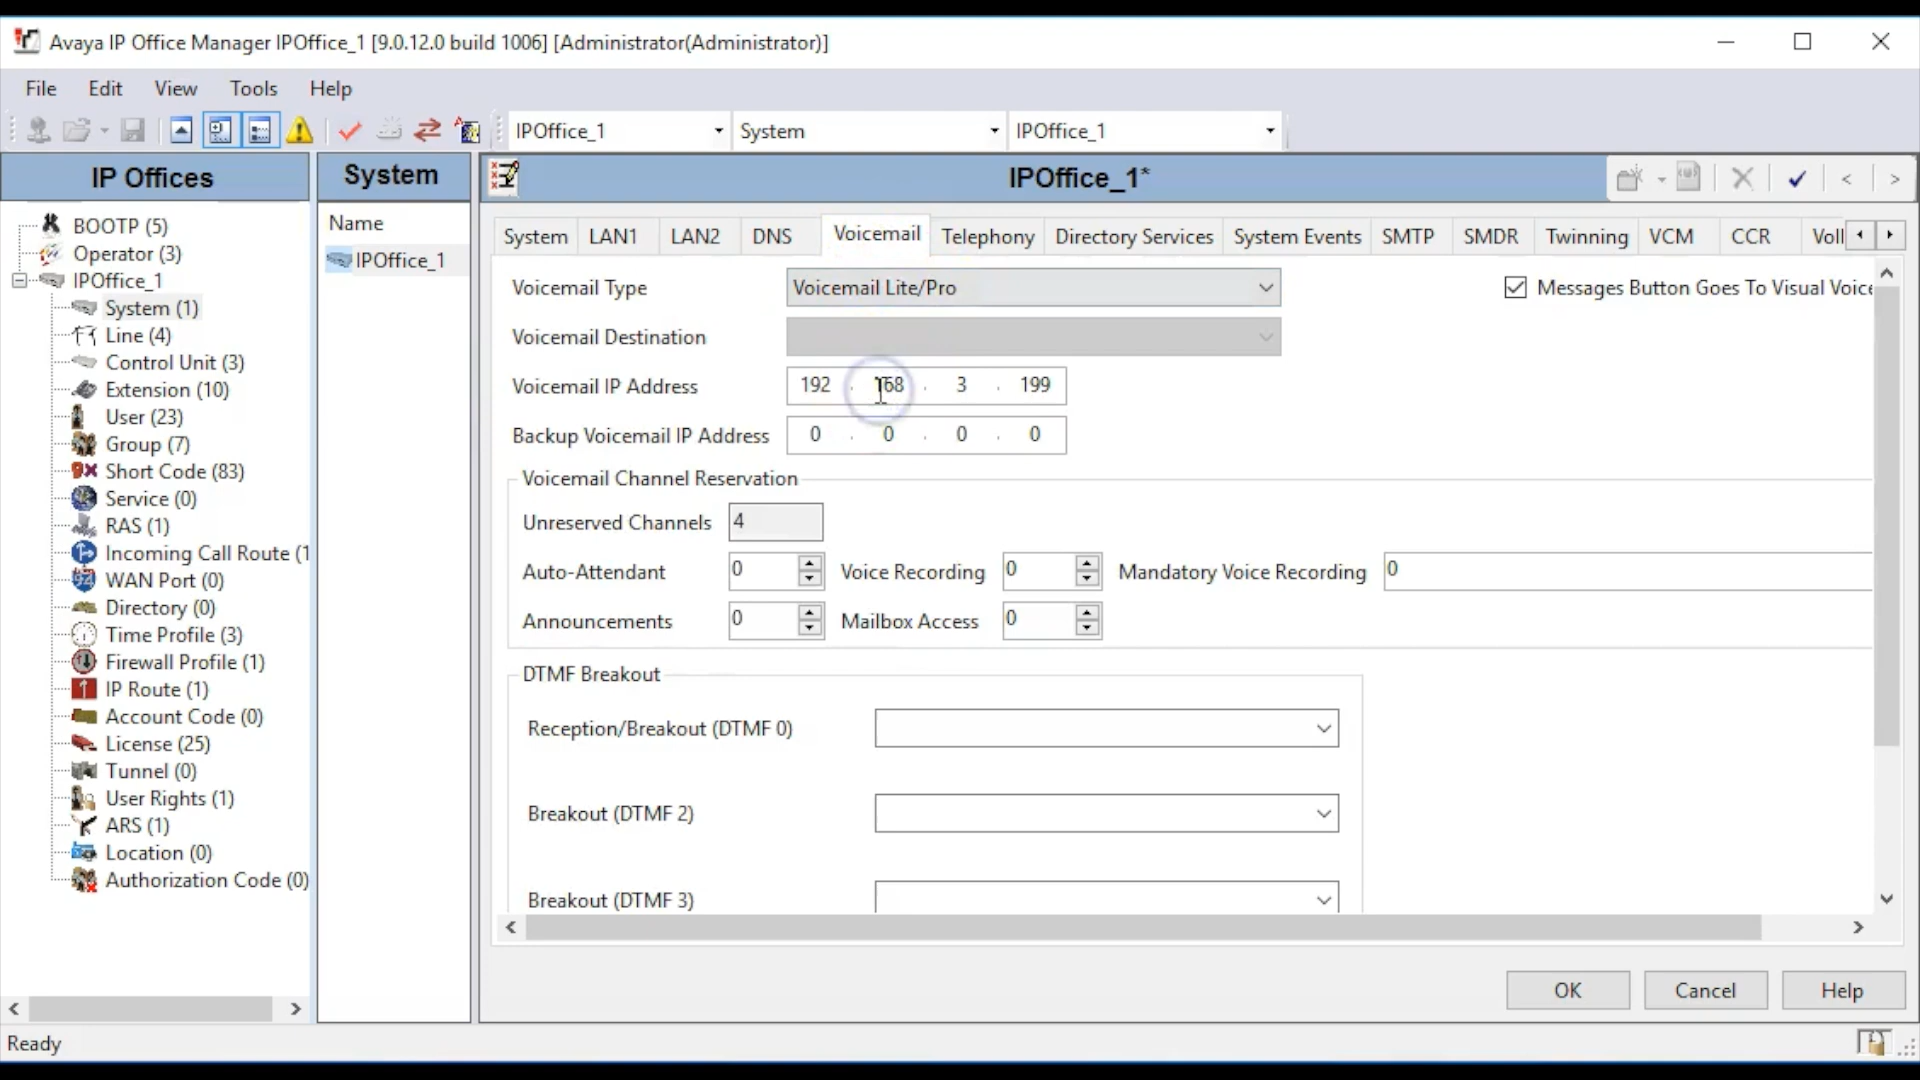 Avaya IP Office Manager IPOffice_1 [9.0.12.0 build 1006] [Administrator(Administrator)]
File Edit View Tools Help
IPOffice_1 System IPOffice_1
IP Offices
BOOTP (5)
Operator (3)
IPOffice_1
System (1)
Line (4)
Control Unit (3)
Extension (10)
User (23)
Group (7)
Short Code (83)
Service (0)
RAS (1)
Incoming Call Route (1
WAN Port (0)
Directory (0)
Time Profile (3)
Firewall Profile (1)
IP Route (1)
Account Code (0)
License (25)
Tunnel (0)
User Rights (1)
ARS (1)
Location (0)
Authorization Code (0)
System
Name
IPOffice_1
IPOffice_1*
System LAN1 LAN2 DNS Voicemail Telephony Directory Services System Events SMTP SMDR Twinning VCM CCR VoIl
Voicemail Type Voicemail Lite/Pro Messages Button Goes To Visual Voice
Voicemail Destination
Voicemail IP Address 192 . 168 . 3 . 199
Backup Voicemail IP Address 0 . 0 . 0 . 0
Voicemail Channel Reservation
Unreserved Channels 4
Auto-Attendant 0 Voice Recording 0 Mandatory Voice Recording 0
Announcements 0 Mailbox Access 0
DTMF Breakout
Reception/Breakout (DTMF 0)
Breakout (DTMF 2)
Breakout (DTMF 3)
OK Cancel Help
Ready